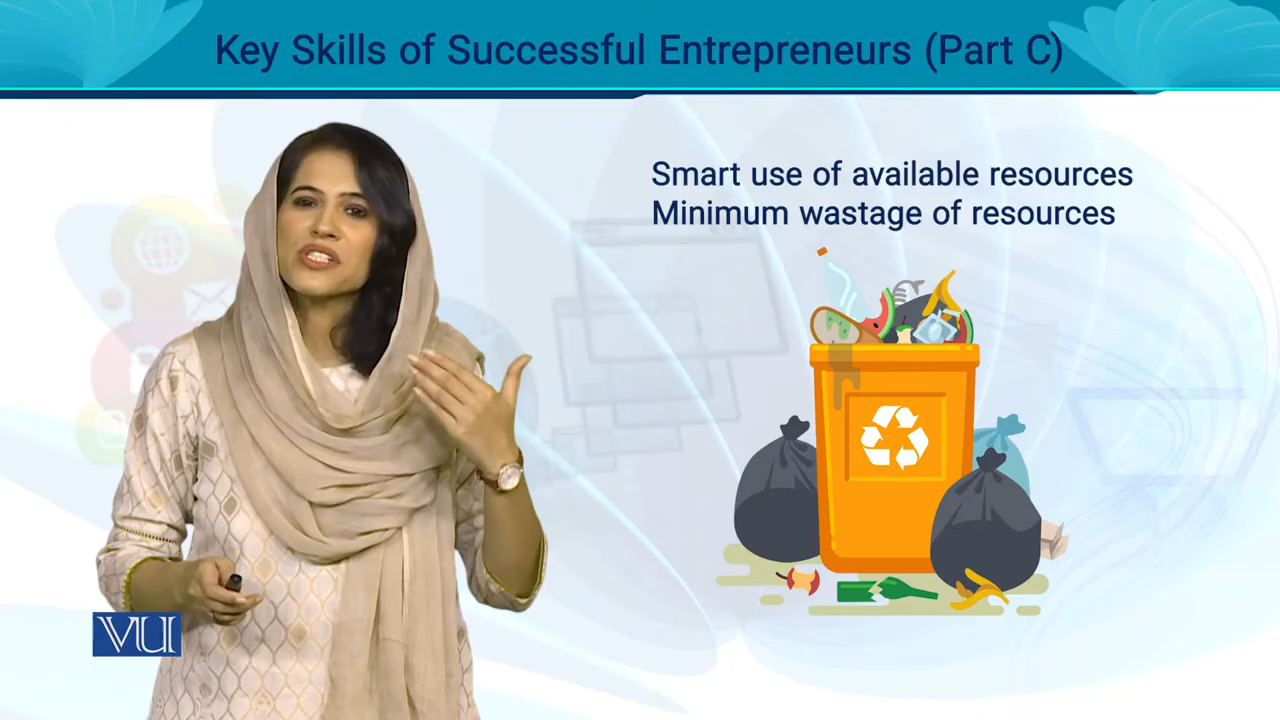 Key Skills of Successful Entrepreneurs (Part C)
Smart use of available resources
Minimum wastage of resources
VU